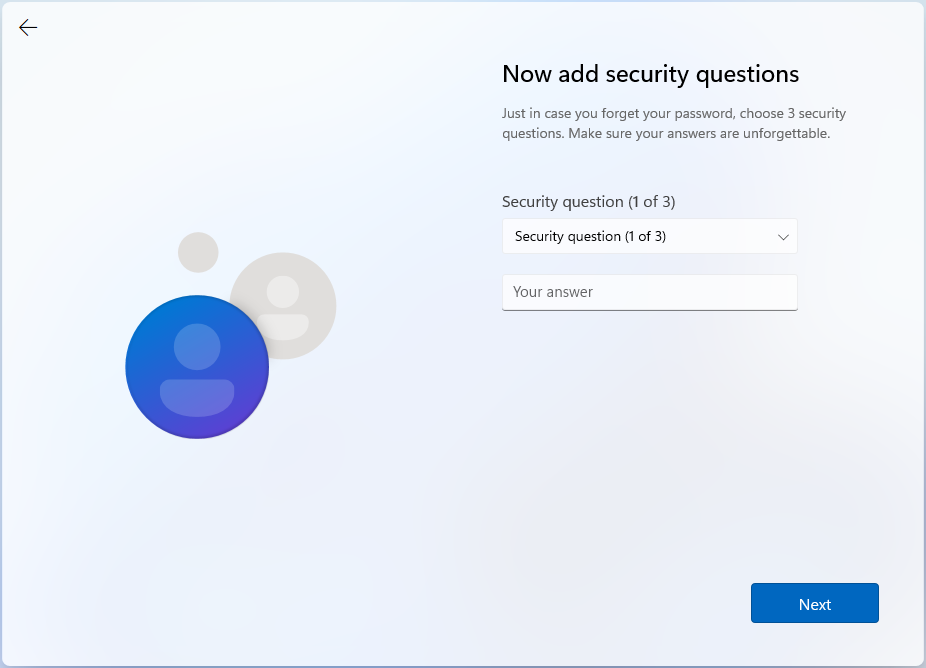 Now add security questions
Just in case you forget your password, choose 3 security
questions. Make sure your answers are unforgettable.
Security question (1 of 3)
Security question (1 of 3)
Your answer
Next